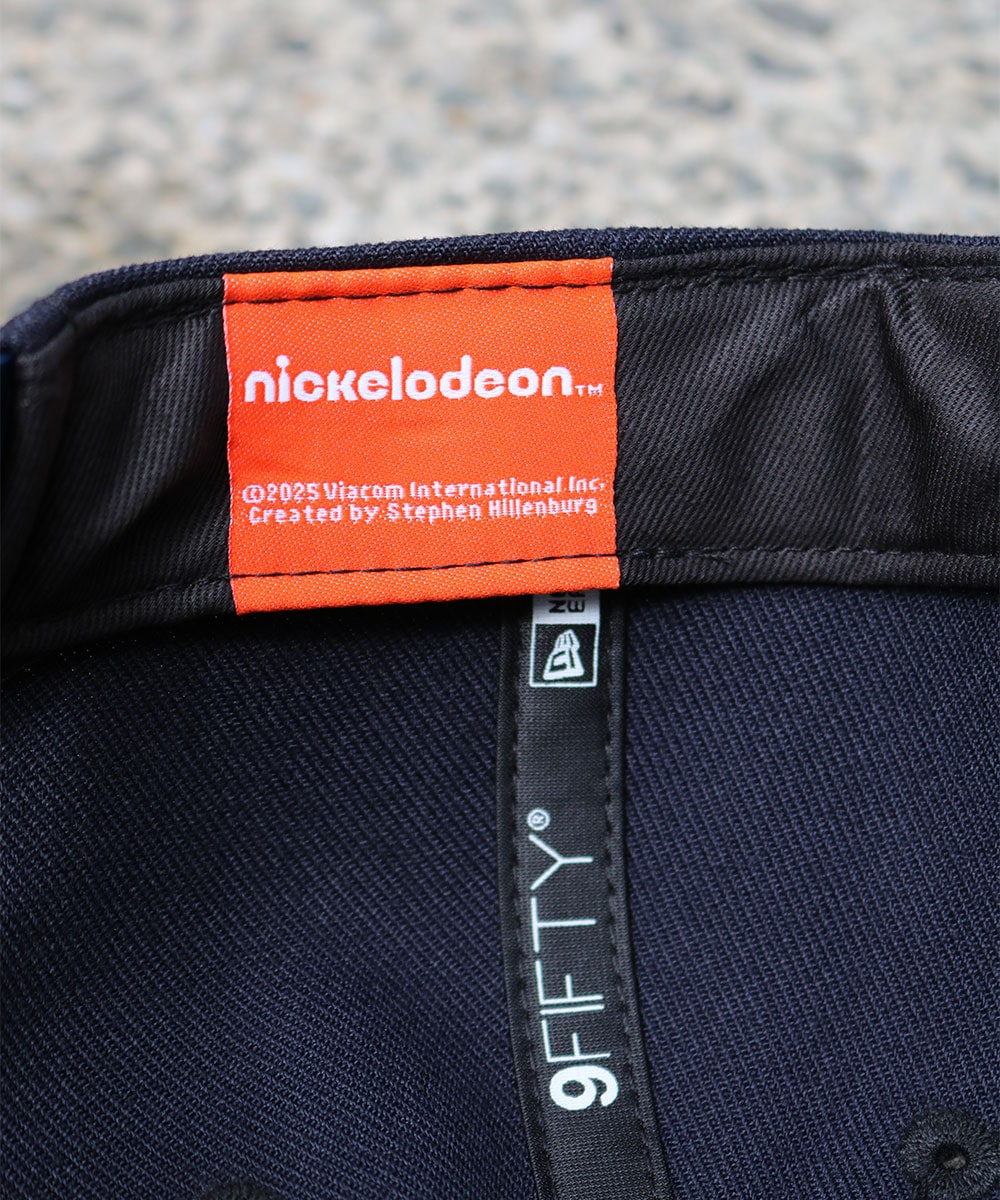 nickelodeon™
©2025 Viacom International Inc.
Created by Stephen Hillenburg
9FIFTY®